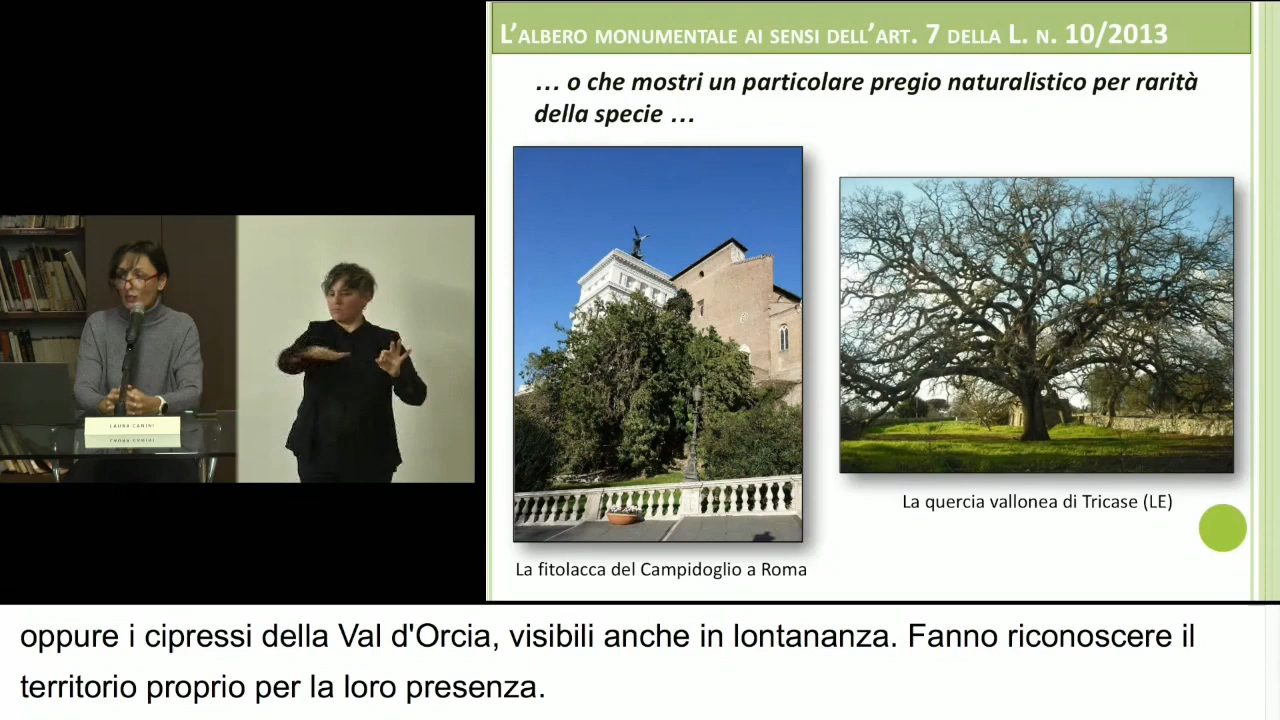 L’ALBERO MONUMENTALE AI SENSI DELL’ART. 7 DELLA L. N. 10/2013
… o che mostri un particolare pregio naturalistico per rarità
della specie …
La quercia vallonea di Tricase (LE)
La fitolacca del Campidoglio a Roma
LAURA CANINI
oppure i cipressi della Val d'Orcia, visibili anche in lontananza. Fanno riconoscere il
territorio proprio per la loro presenza.